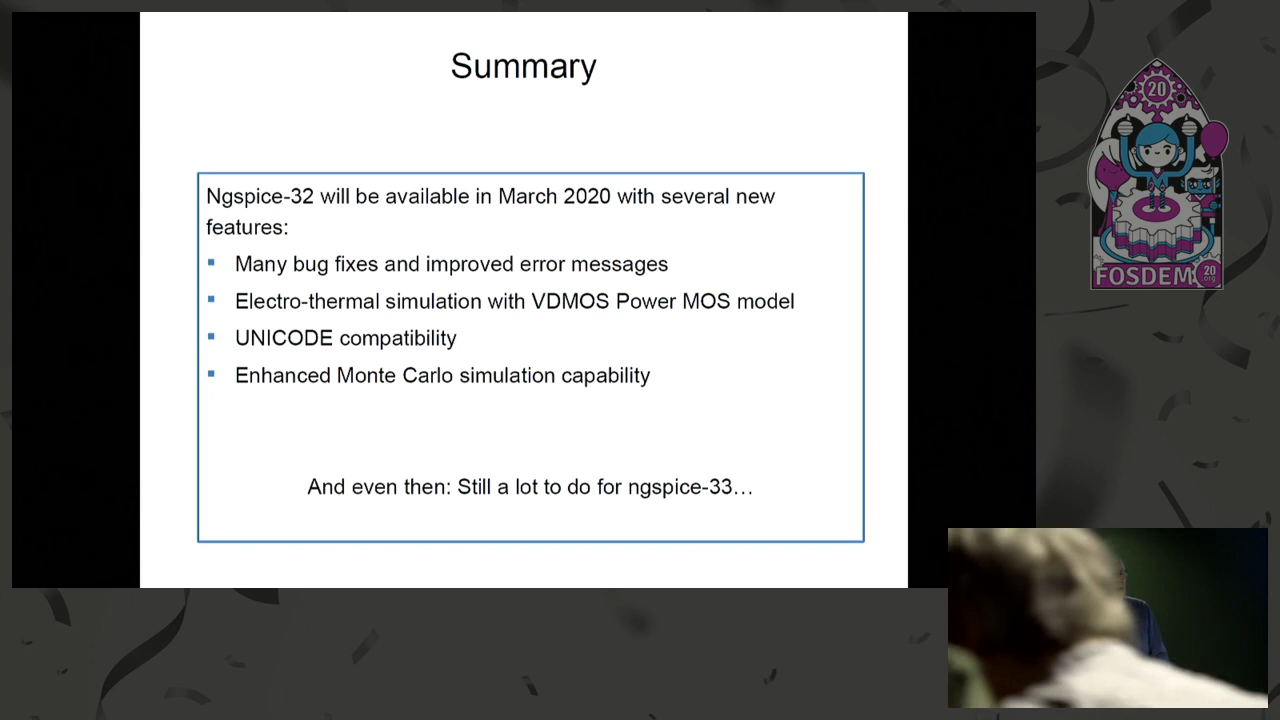 Summary
Ngspice-32 will be available in March 2020 with several new
features:
▪ Many bug fixes and improved error messages
▪ Electro-thermal simulation with VDMOS Power MOS model
▪ UNICODE compatibility
▪ Enhanced Monte Carlo simulation capability
And even then: Still a lot to do for ngspice-33…
20
FOSDEM
20
.org